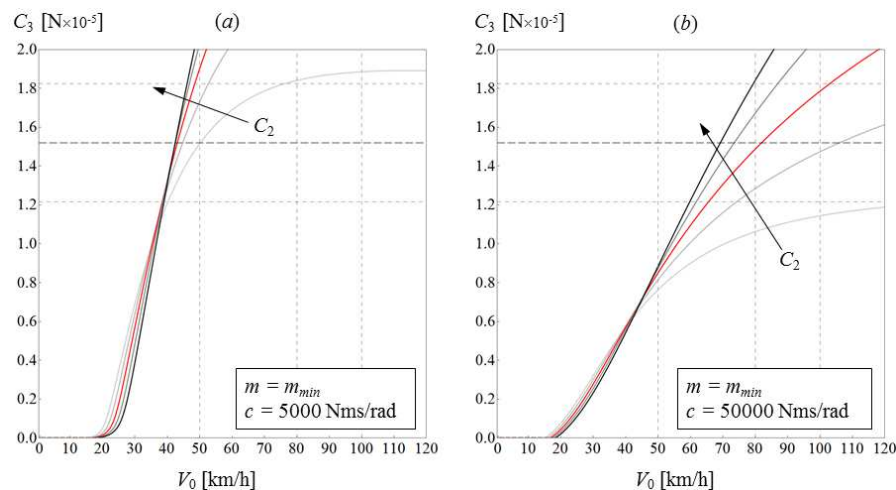 C₃ [N×10⁻⁵]
(a)
2.0
1.8
1.6
1.4
1.2
1.0
0.8
0.6
0.4
0.2
0.0
C₂
m = mₘᵢₙ
c = 5000 Nms/rad
0 10 20 30 40 50 60 70 80 90 100 110 120
V₀ [km/h]
C₃ [N×10⁻⁵]
(b)
2.0
1.8
1.6
1.4
1.2
1.0
0.8
0.6
0.4
0.2
0.0
C₂
m = mₘᵢₙ
c = 50000 Nms/rad
0 10 20 30 40 50 60 70 80 90 100 110 120
V₀ [km/h]